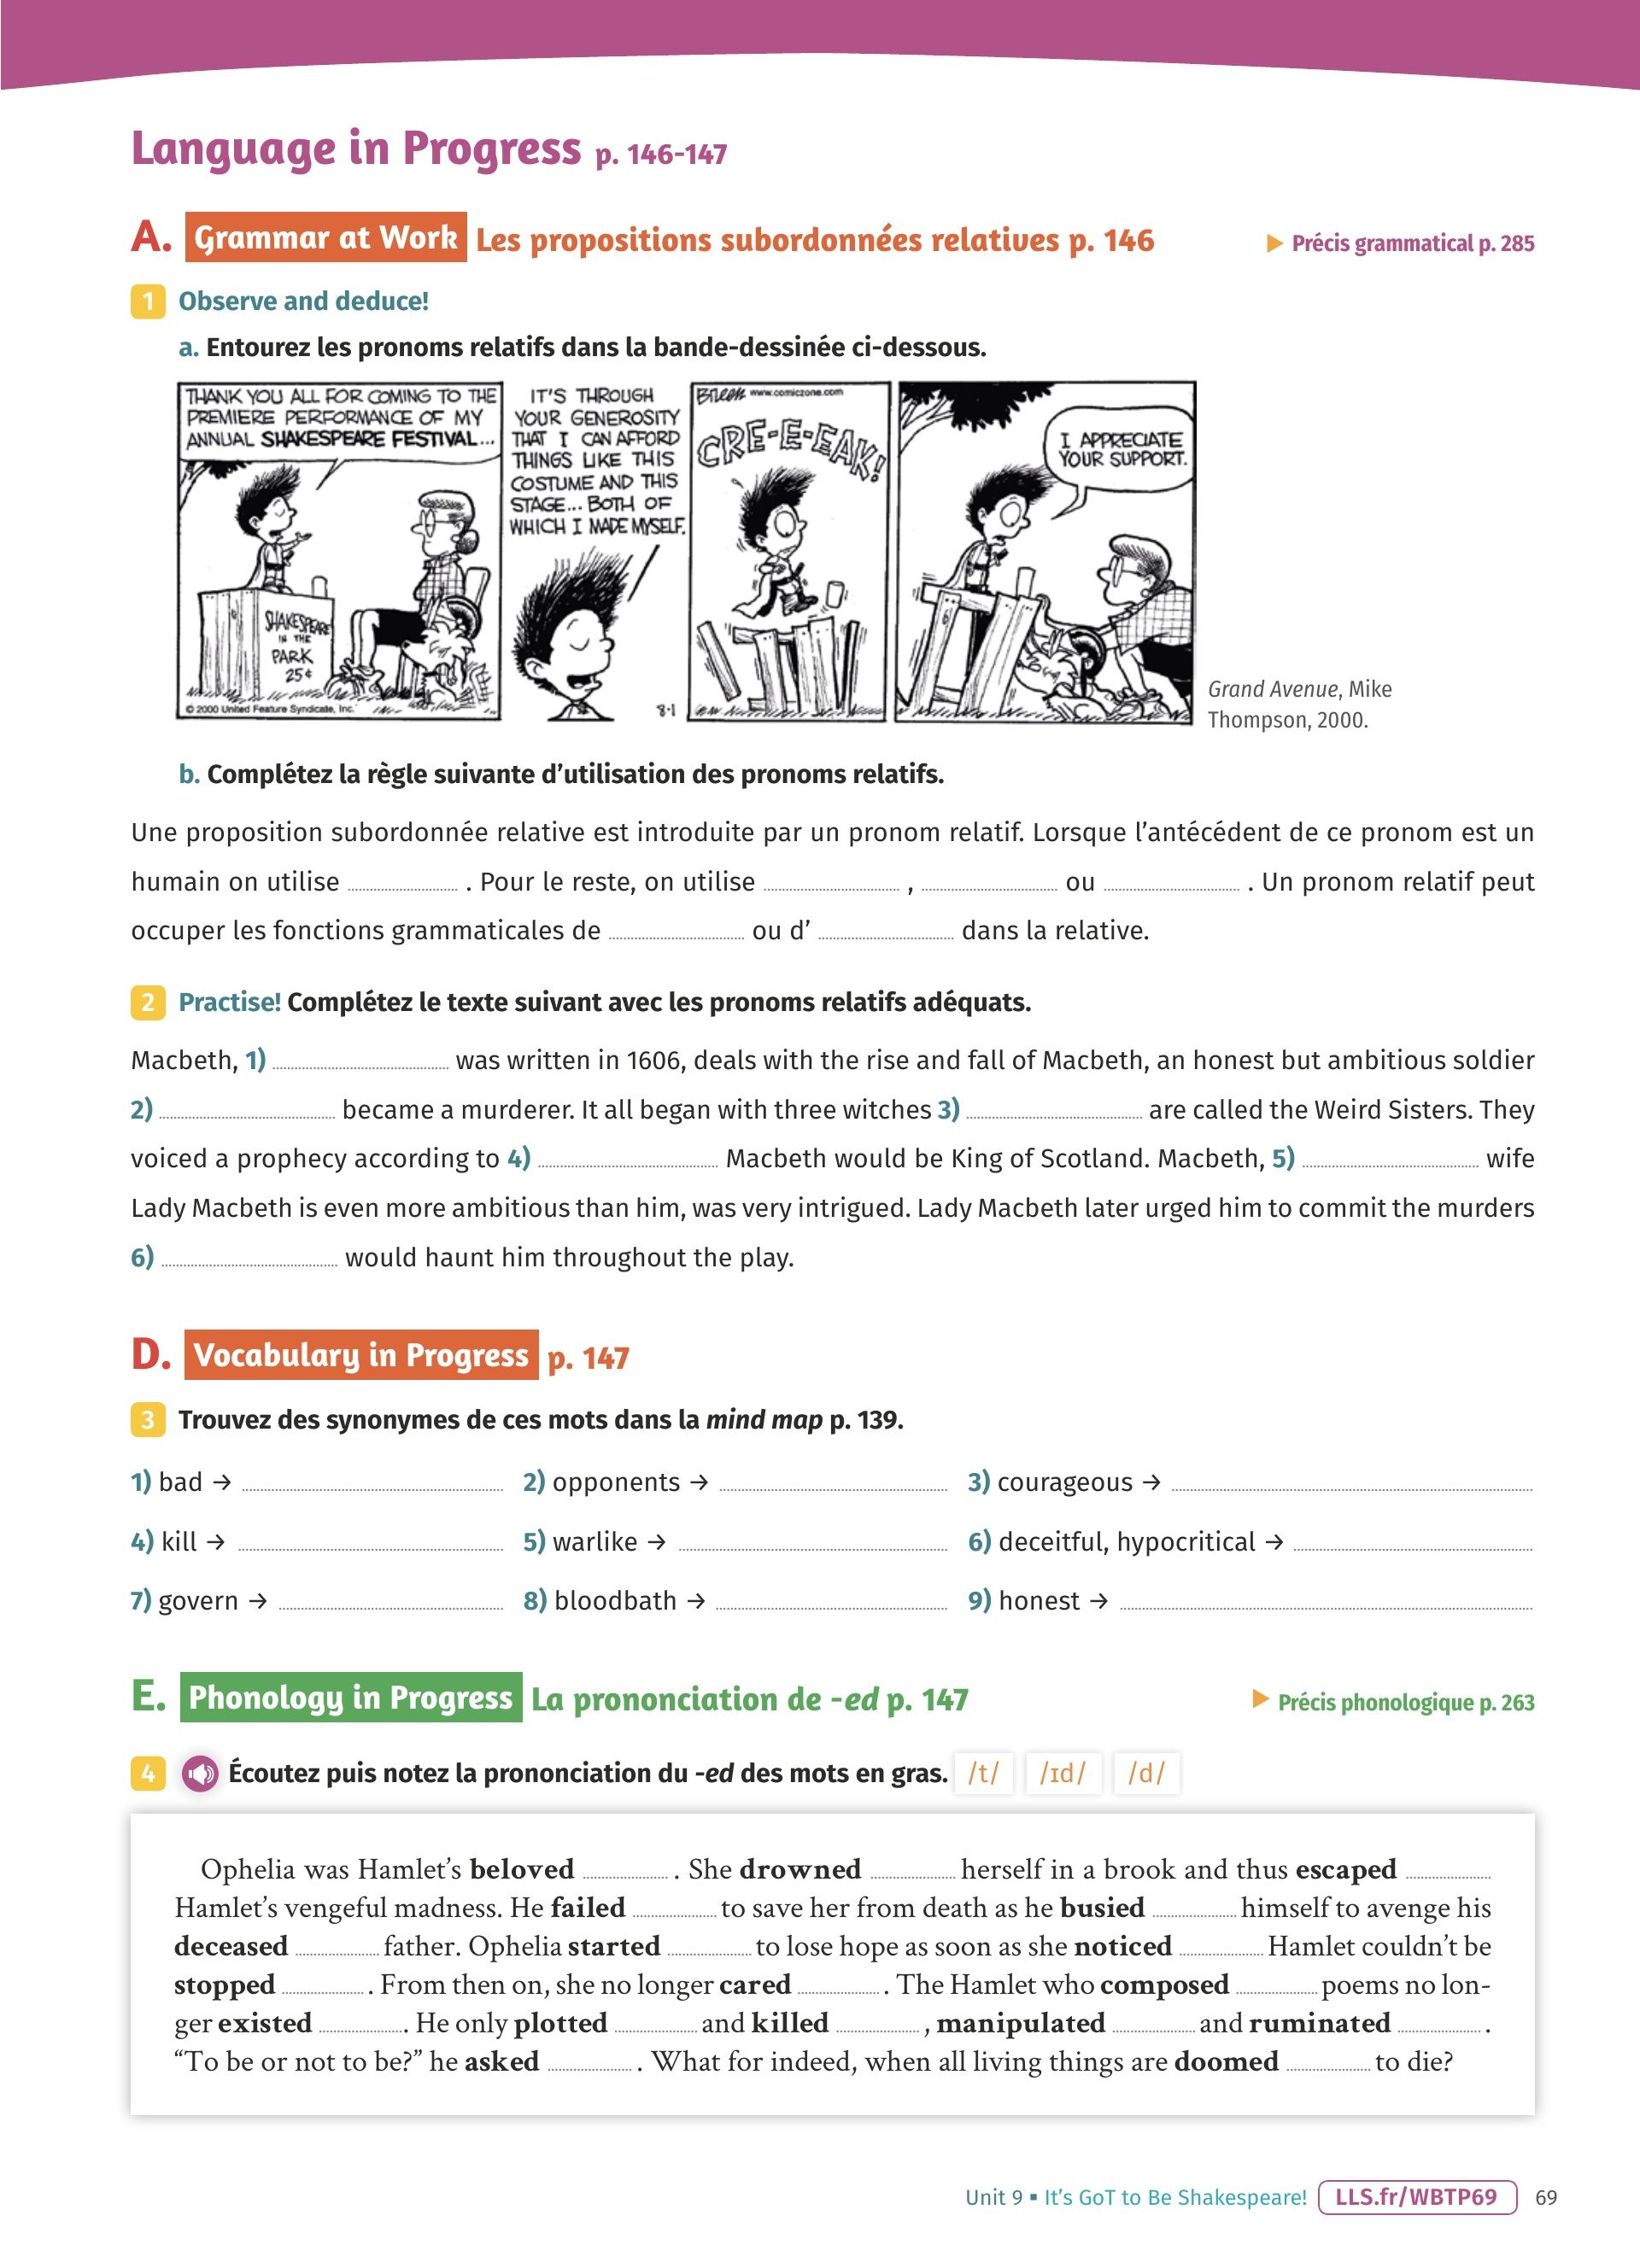 Language in Progress p. 146-147
A. Grammar at Work Les propositions subordonnées relatives p. 146
▶ Précis grammatical p. 285
1 Observe and deduce!
a. Entourez les pronoms relatifs dans la bande-dessinée ci-dessous.
THANK YOU ALL FOR COMING TO THE
PREMIERE PERFORMANCE OF MY
ANNUAL SHAKESPEARE FESTIVAL...
SHAKESPEARE
IN THE
PARK
25¢
© 2000 United Feature Syndicate, Inc.
IT'S THROUGH
YOUR GENEROSITY
THAT I CAN AFFORD
THINGS LIKE THIS
COSTUME AND THIS
STAGE... BOTH OF
WHICH I MADE MYSELF.
8·1
Breen www.comiczone.com
CRE-E-EAK!
I APPRECIATE
YOUR SUPPORT.
Grand Avenue, Mike
Thompson, 2000.
b. Complétez la règle suivante d’utilisation des pronoms relatifs.
Une proposition subordonnée relative est introduite par un pronom relatif. Lorsque l’antécédent de ce pronom est un
humain on utilise .................... . Pour le reste, on utilise .................... , .................... ou .................... . Un pronom relatif peut
occuper les fonctions grammaticales de .................... ou d’ .................... dans la relative.
2 Practise! Complétez le texte suivant avec les pronoms relatifs adéquats.
Macbeth, 1) .................... was written in 1606, deals with the rise and fall of Macbeth, an honest but ambitious soldier
2) .................... became a murderer. It all began with three witches 3) .................... are called the Weird Sisters. They
voiced a prophecy according to 4) .................... Macbeth would be King of Scotland. Macbeth, 5) .................... wife
Lady Macbeth is even more ambitious than him, was very intrigued. Lady Macbeth later urged him to commit the murders
6) .................... would haunt him throughout the play.
D. Vocabulary in Progress p. 147
3 Trouvez des synonymes de ces mots dans la mind map p. 139.
1) bad → .................... 2) opponents → .................... 3) courageous → ....................
4) kill → .................... 5) warlike → .................... 6) deceitful, hypocritical → ....................
7) govern → .................... 8) bloodbath → .................... 9) honest → ....................
E. Phonology in Progress La prononciation de -ed p. 147
▶ Précis phonologique p. 263
4 Écoutez puis notez la prononciation du -ed des mots en gras. /t/ /ɪd/ /d/
Ophelia was Hamlet’s beloved ............ . She drowned ............ herself in a brook and thus escaped ............
Hamlet’s vengeful madness. He failed ............ to save her from death as he busied ............ himself to avenge his
deceased ............ father. Ophelia started ............ to lose hope as soon as she noticed ............ Hamlet couldn’t be
stopped ............ . From then on, she no longer cared ............ . The Hamlet who composed ............ poems no lon-
ger existed ............ . He only plotted ............ and killed ............ , manipulated ............ and ruminated ............ .
“To be or not to be?” he asked ............ . What for indeed, when all living things are doomed ............ to die?
Unit 9 ▪ It’s GoT to Be Shakespeare! LLS.fr/WBTP69 69